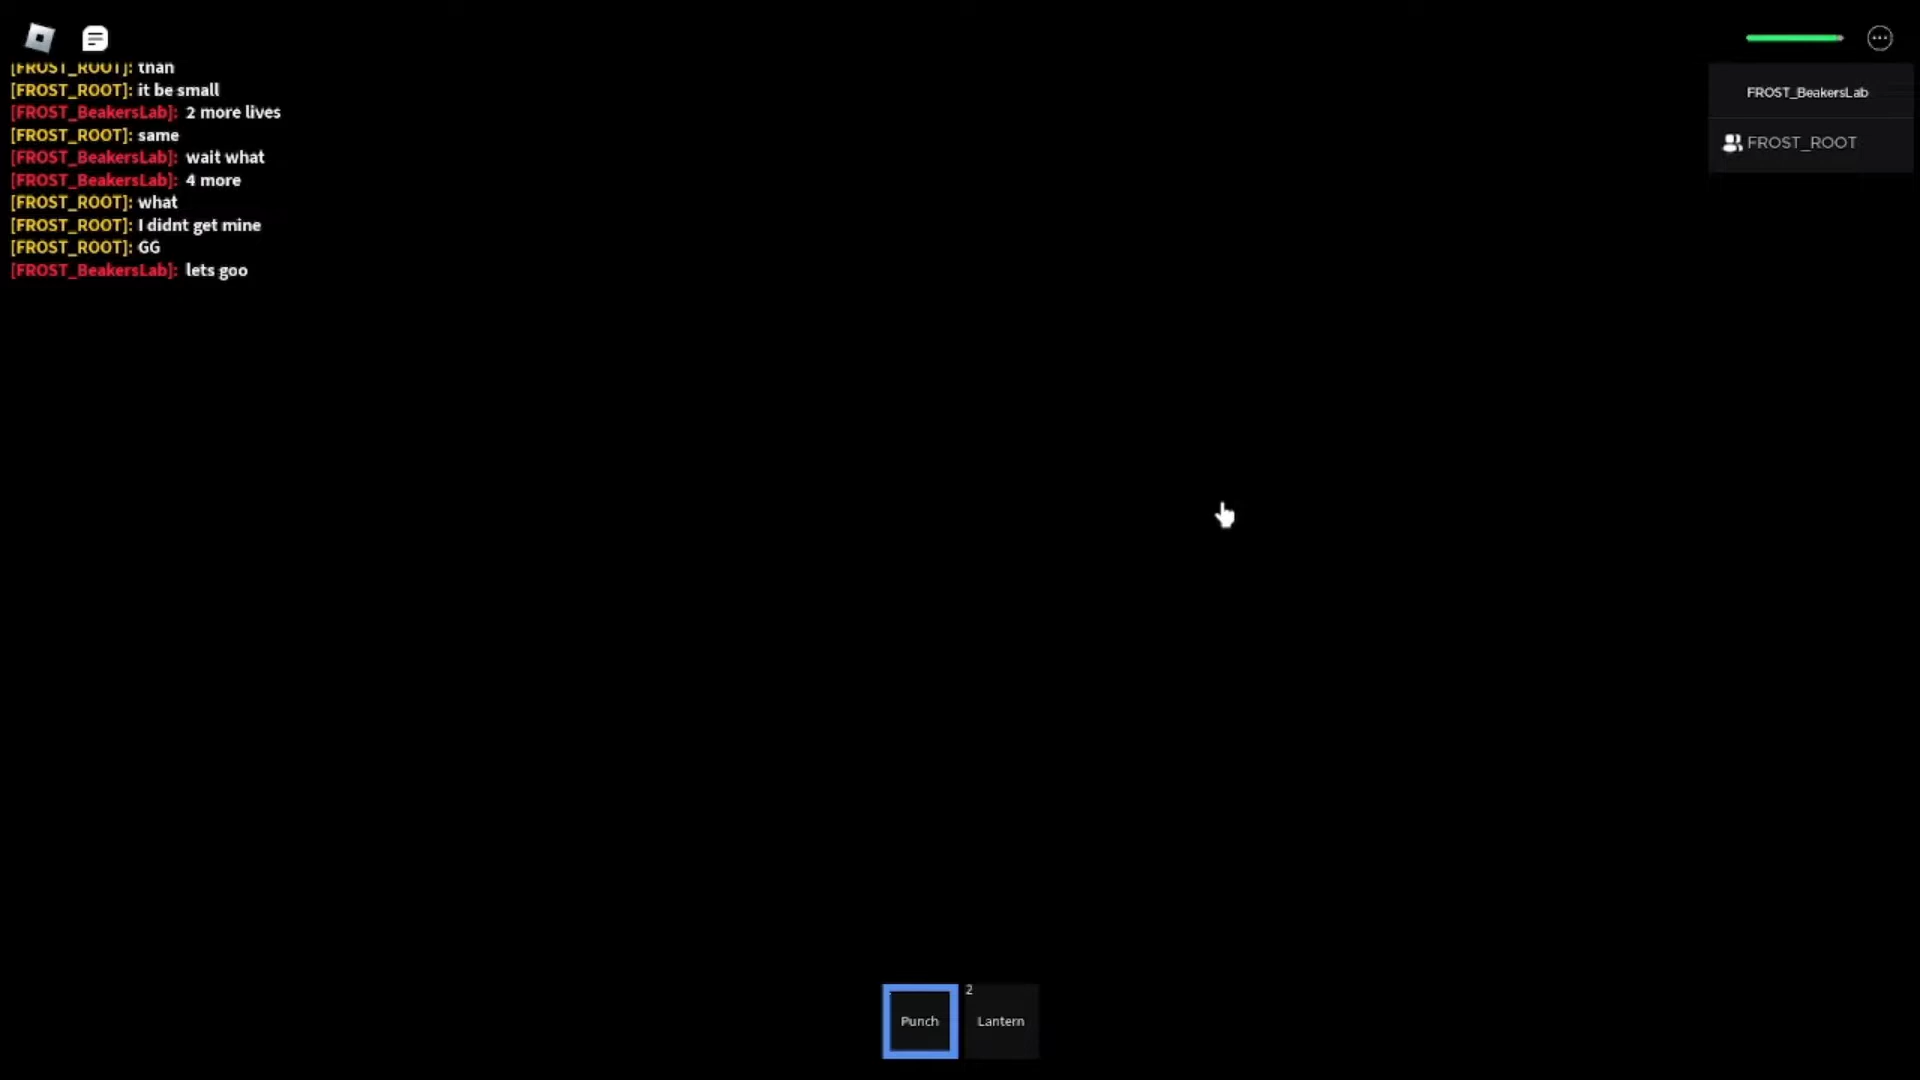 [FROST_ROOT]: than
[FROST_ROOT]: it be small
[FROST_BeakersLab]: 2 more lives
[FROST_ROOT]: same
[FROST_BeakersLab]: wait what
[FROST_BeakersLab]: 4 more
[FROST_ROOT]: what
[FROST_ROOT]: I didnt get mine
[FROST_ROOT]: GG
[FROST_BeakersLab]: lets goo
FROST_BeakersLab
FROST_ROOT
Punch
2
Lantern